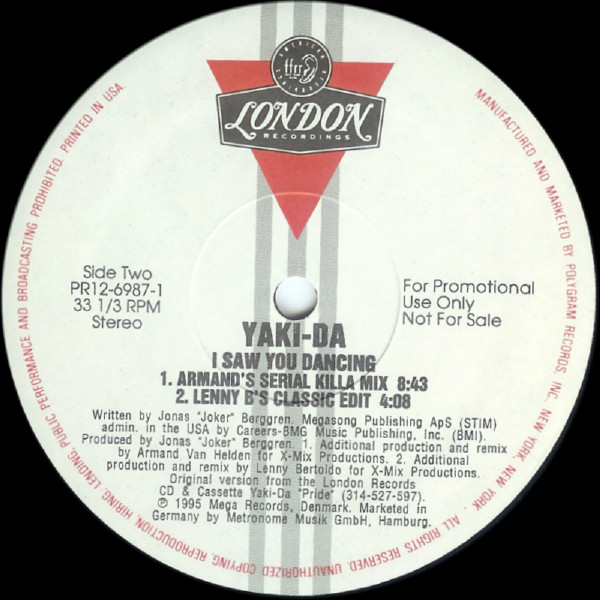 AMERICAN
ffrr
LONDON
RECORDINGS
Side Two
PR12-6987-1
33 1/3 RPM
Stereo
For Promotional
Use Only
Not For Sale
YAKI-DA
I SAW YOU DANCING
1. ARMAND'S SERIAL KILLA MIX 8:43
2. LENNY B'S CLASSIC EDIT 4:08
Written by Jonas "Joker" Berggren. Megasong Publishing ApS (STIM)
admin. in the USA by Careers-BMG Music Publishing, Inc. (BMI).
Produced by Jonas "Joker" Berggren. 1. Additional production and remix
by Armand Van Helden for X-Mix Productions. 2. Additional
production and remix by Lenny Bertoldo for X-Mix Productions.
Original version from the London Records
CD & Cassette Yaki-Da "Pride" (314-527-597).
℗ 1995 Mega Records, Denmark. Marketed in
Germany by Metronome Musik GmbH, Hamburg.
MANUFACTURED AND MARKETED BY POLYGRAM RECORDS, INC. NEW YORK, NEW YORK - ALL RIGHTS RESERVED. UNAUTHORIZED COPYING, REPRODUCTION, HIRING, LENDING, PUBLIC PERFORMANCE AND BROADCASTING PROHIBITED. PRINTED IN USA.